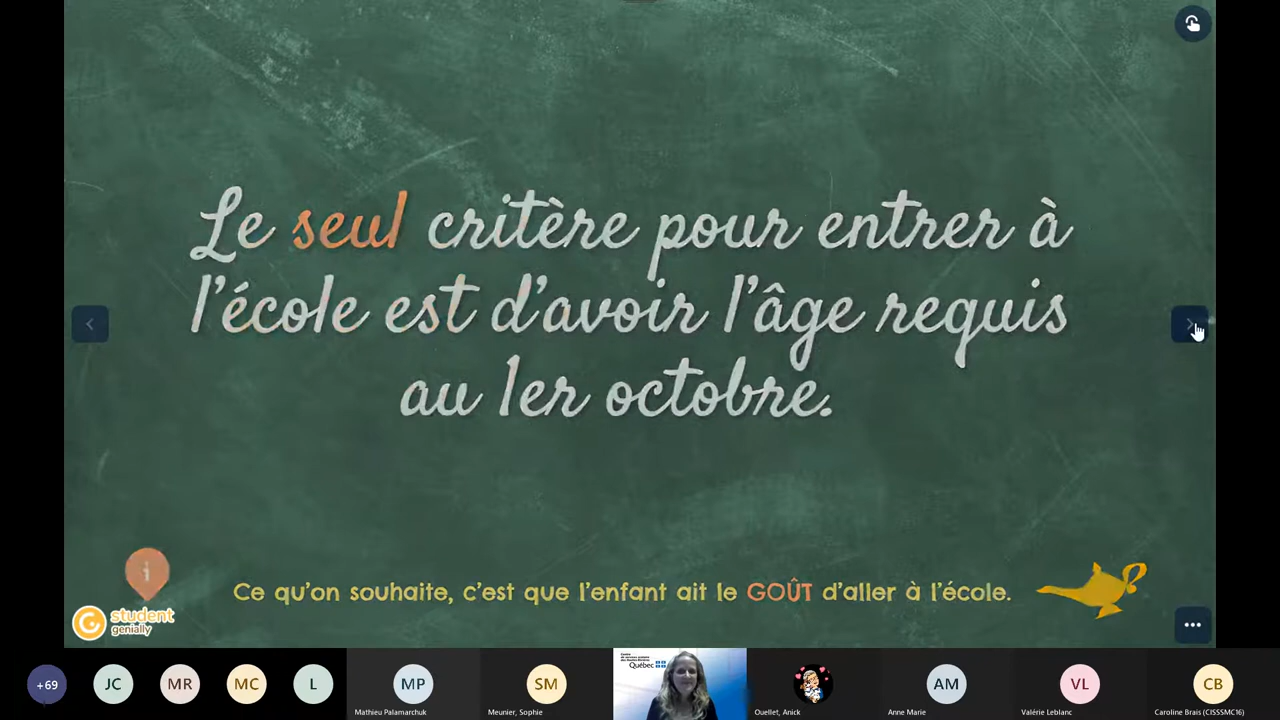 Le seul critère pour entrer à
l'école est d'avoir l'âge requis
au 1er octobre.
i
Ce qu'on souhaite, c'est que l'enfant ait le GOÛT d'aller à l'école.
student
genially
Québec
+69
JC
MR
MC
L
MP
SM
AM
VL
CB
Mathieu Palamarchuk
Meunier, Sophie
Ouellet, Anick
Anne Marie
Valérie Leblanc
Caroline Brais (CISSSMC16)